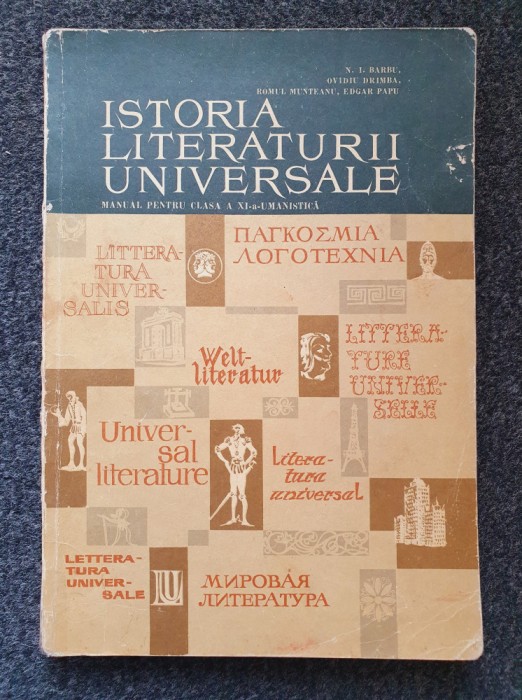 N. I. BARBU,
OVIDIU DRIMBA,
ROMUL MUNTEANU, EDGAR PAPU
ISTORIA
LITERATURII
UNIVERSALE
MANUAL PENTRU CLASA A XI-a-UMANISTICĂ
LITTERA-
TURA
UNIVER-
SALIS
ΠΑΓΚΟΣΜΙΑ
ΛΟΓΟΤΕΧΝΙΑ
Welt-
literatur
LITTERA-
TURE
UNIVER-
SELLE
Univer-
sal
literature
Litera-
tura
universal
LETTERA-
TURA
UNIVER-
SALE
МИРОВАЯ
ЛИТЕРАТУРА